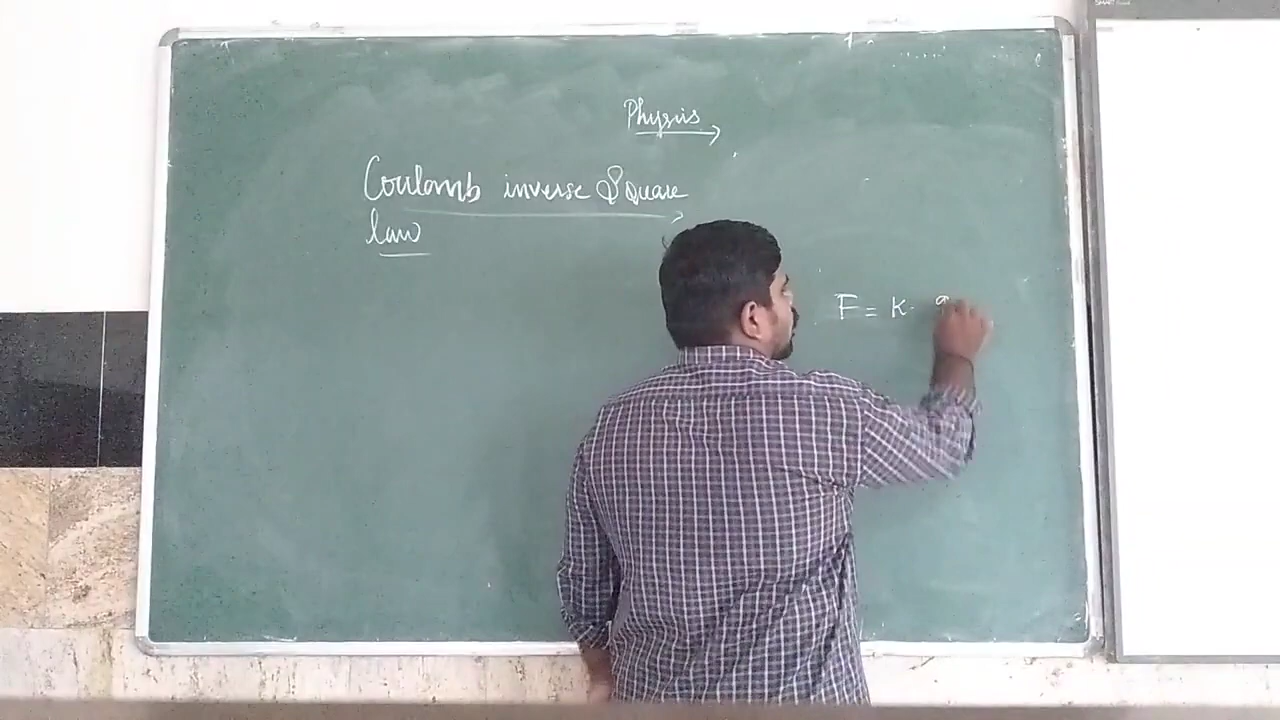 Physics
Coulomb inverse Square
law
F = K. q